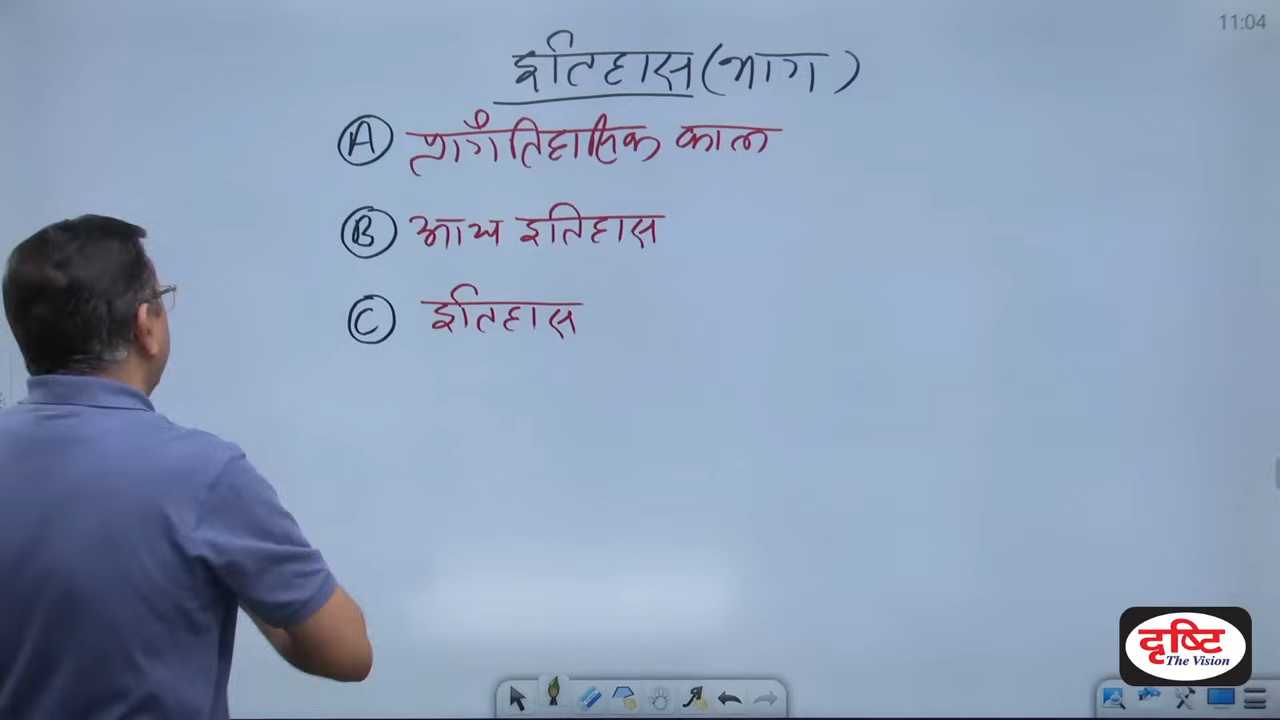 11:04
इतिहास (भाग)
A प्रागैतिहासिक काल
B आद्य इतिहास
C इतिहास
दृष्टि
The Vision